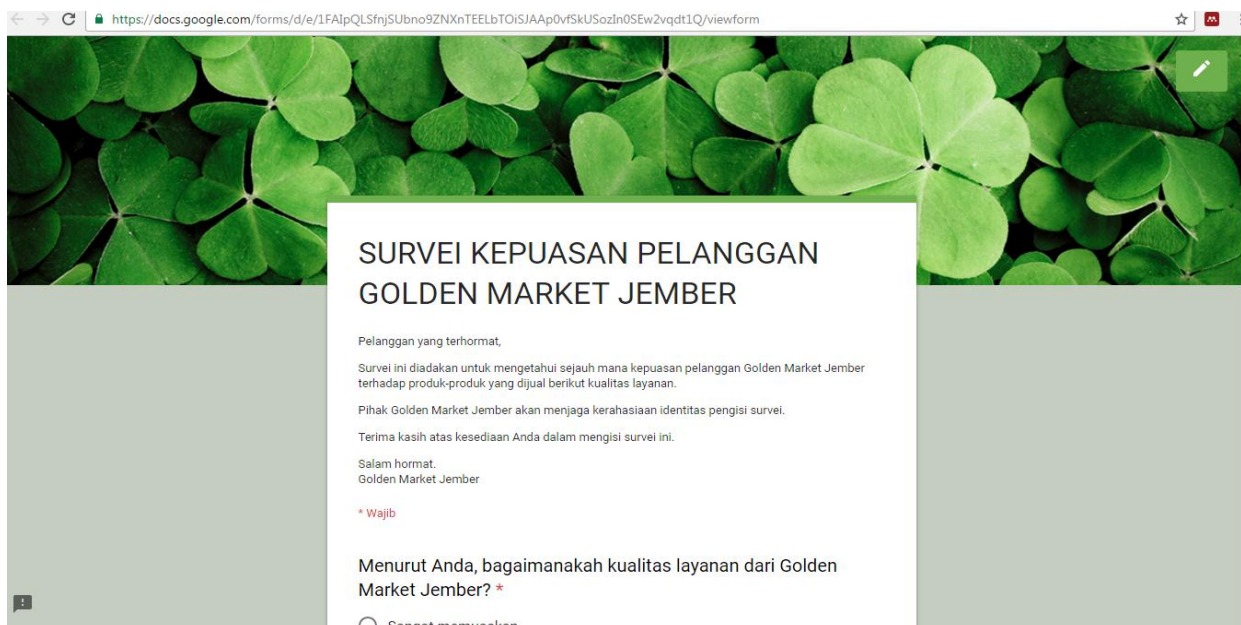 https://docs.google.com/forms/d/e/1FAIpQLSfnjSUbno9ZNXnTEELbTOiSJAAp0vfSkUSozIn0SEw2vqdt1Q/viewform
SURVEI KEPUASAN PELANGGAN
GOLDEN MARKET JEMBER
Pelanggan yang terhormat,
Survei ini diadakan untuk mengetahui sejauh mana kepuasan pelanggan Golden Market Jember
terhadap produk-produk yang dijual berikut kualitas layanan.
Pihak Golden Market Jember akan menjaga kerahasiaan identitas pengisi survei.
Terima kasih atas kesediaan Anda dalam mengisi survei ini.
Salam hormat.
Golden Market Jember
* Wajib
Menurut Anda, bagaimanakah kualitas layanan dari Golden
Market Jember? *
Sangat memuaskan